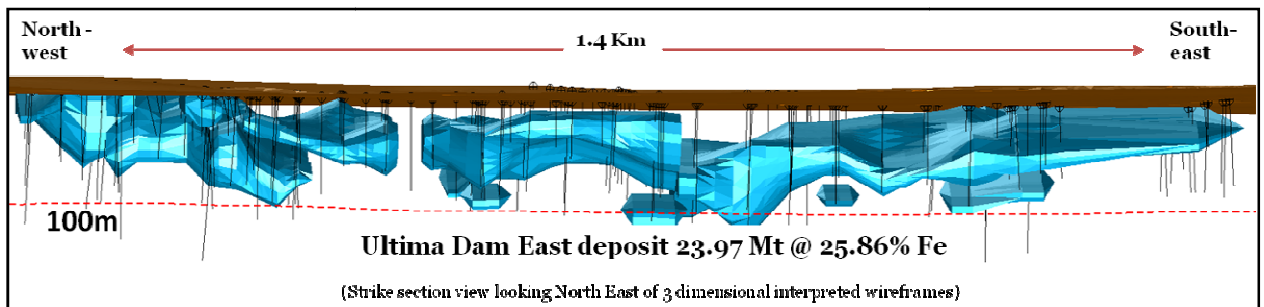 North-
west
1.4 Km
South-
east
100m
Ultima Dam East deposit 23.97 Mt @ 25.86% Fe
(Strike section view looking North East of 3 dimensional interpreted wireframes)